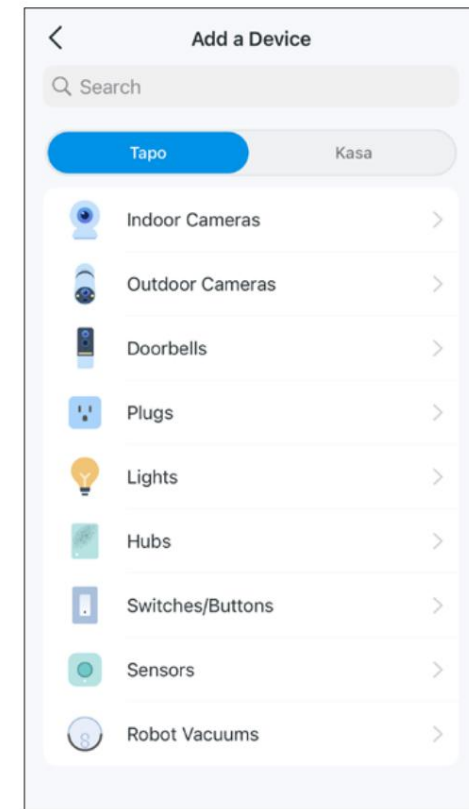 Add a Device
Search
Tapo Kasa
Indoor Cameras
Outdoor Cameras
Doorbells
Plugs
Lights
Hubs
Switches/Buttons
Sensors
Robot Vacuums